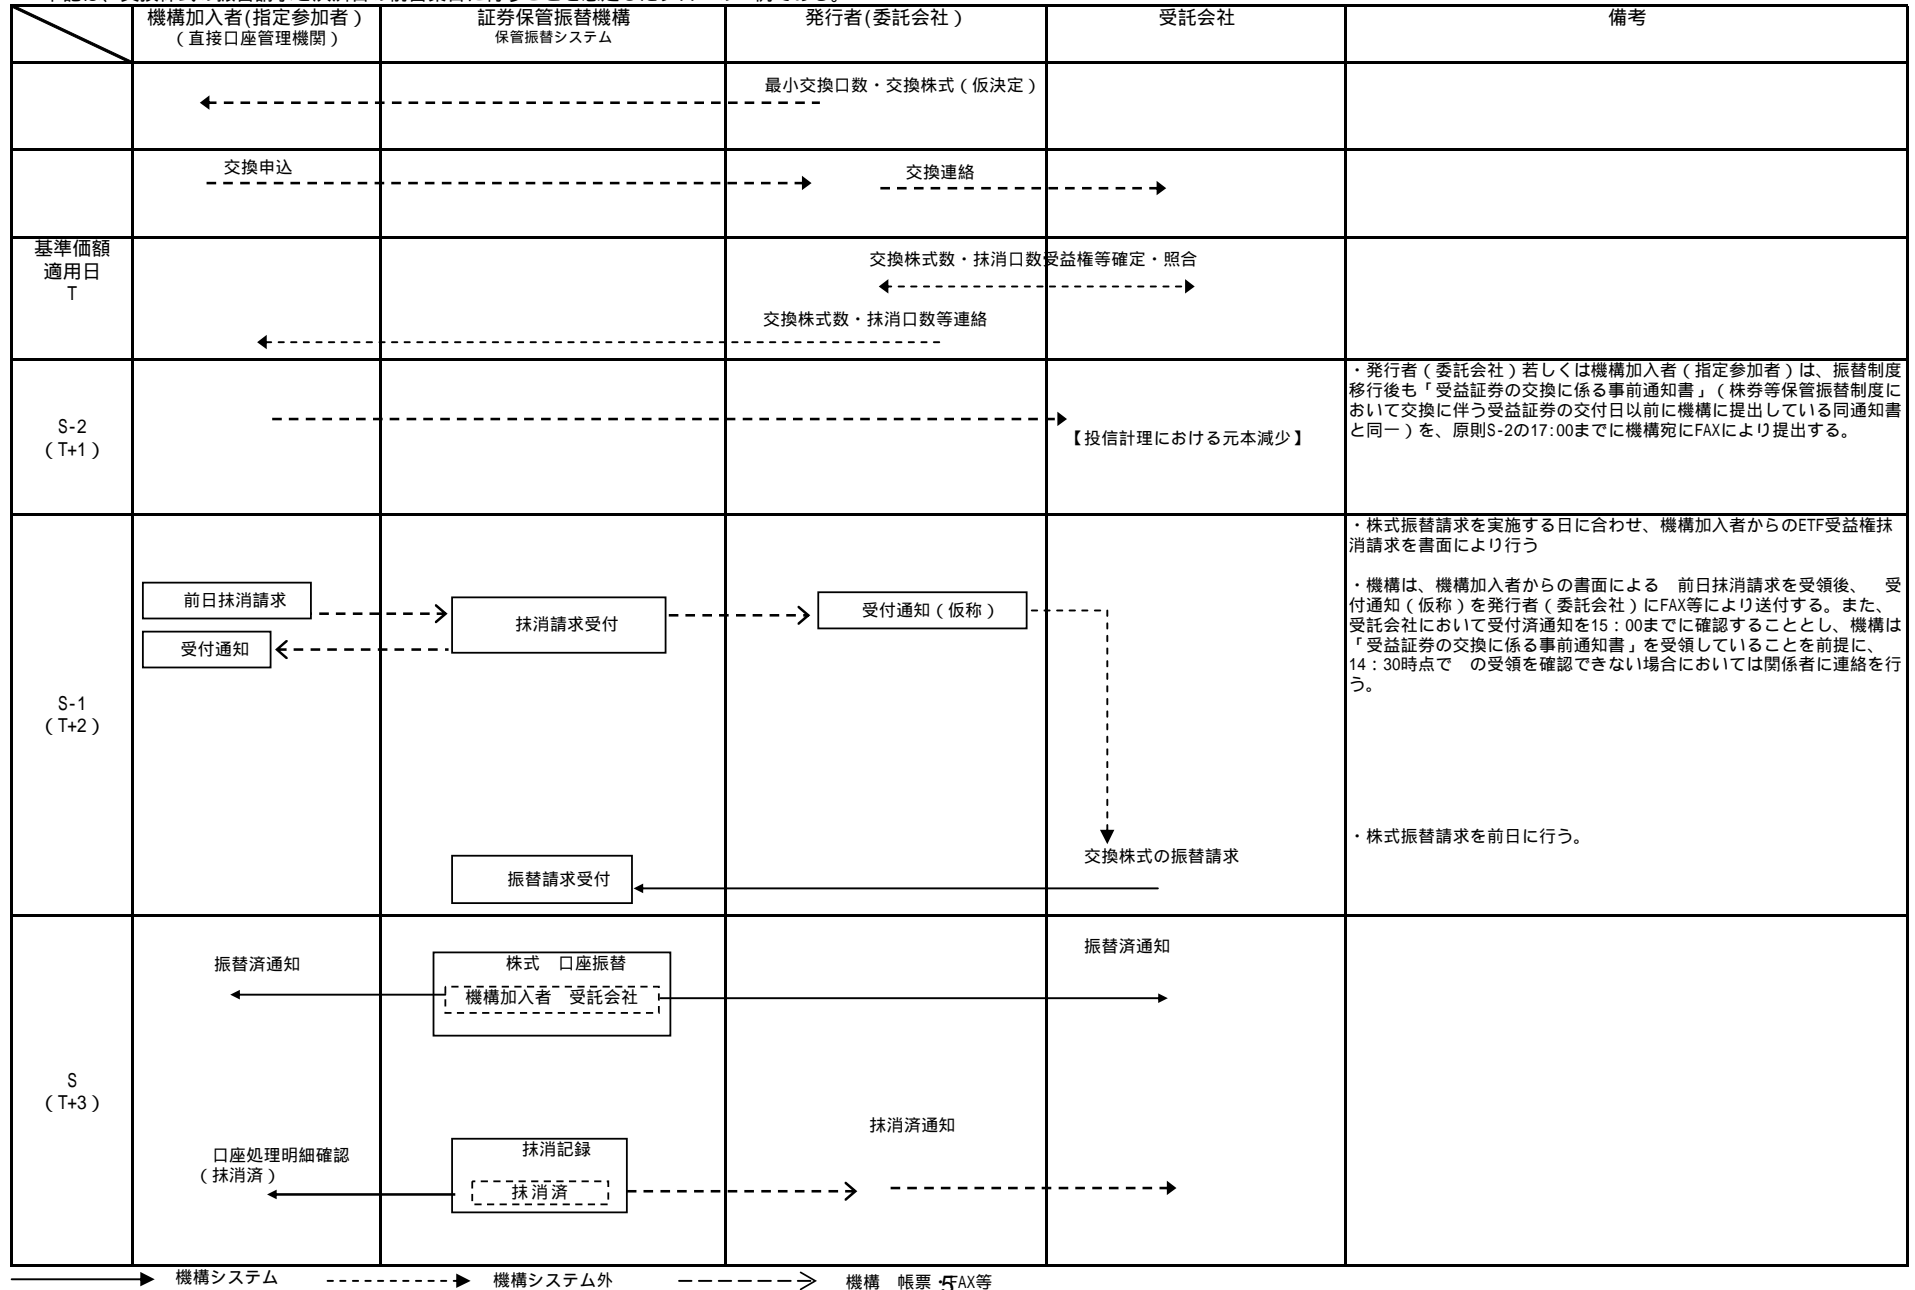 機構加入者(指定参加者)
(直接口座管理機関)
証券保管振替機構
保管振替システム
発行者(委託会社)
受託会社
備考
最小交換口数・交換株式(仮決定)
交換申込
交換連絡
基準価額
適用日
T
交換株式数・抹消口数受益権等確定・照合
交換株式数・抹消口数等連絡
S-2
(T+1)
【投信計理における元本減少】
・発行者(委託会社)若しくは機構加入者(指定参加者)は、振替制度
移行後も「受益証券の交換に係る事前通知書」(株券等保管振替制度に
おいて交換に伴う受益証券の交付日以前に機構に提出している同通知書
と同一)を、原則S-2の17:00までに機構宛にFAXにより提出する。
S-1
(T+2)
前日抹消請求
受付通知
抹消請求受付
受付通知(仮称)
交換株式の振替請求
振替請求受付
・株式振替請求を実施する日に合わせ、機構加入者からのETF受益権抹
消請求を書面により行う
・機構は、機構加入者からの書面による 前日抹消請求を受領後、 受
付通知(仮称)を発行者(委託会社)にFAX等により送付する。また、
受託会社において受付済通知を15:00までに確認することとし、機構は
「受益証券の交換に係る事前通知書」を受領していることを前提に、
14:30時点で の受領を確認できない場合においては関係者に連絡を行
う。
・株式振替請求を前日に行う。
S
(T+3)
振替済通知
株式 口座振替
機構加入者 受託会社
振替済通知
口座処理明細確認
(抹消済)
抹消記録
抹消済
抹消済通知
機構システム
機構システム外
機構 帳票・FAX等